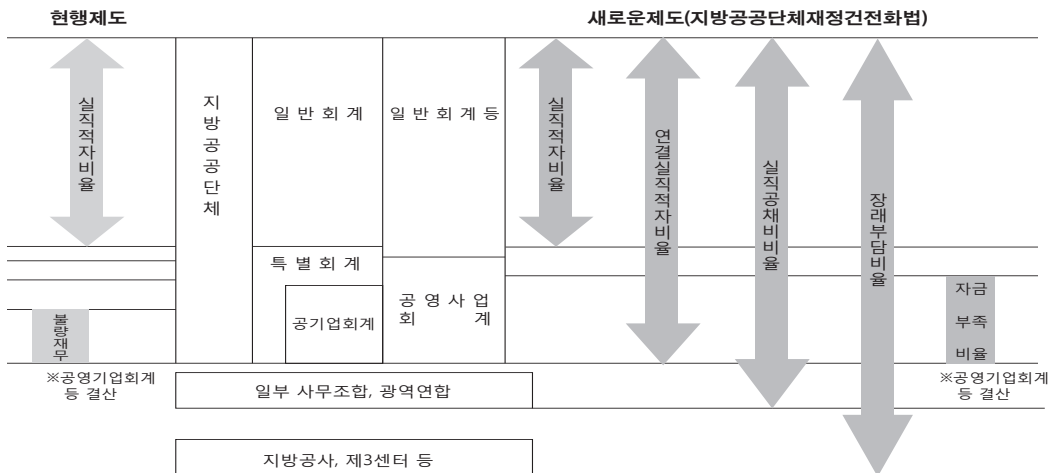 현행제도
새로운제도(지방공공단체재정건전화법)
실직적자비율
지방공공단체
일 반 회 계
일 반 회 계 등
실직적자비율
연결실직적자비율
실직공채비비율
장래부담비율
특 별 회 계
공기업회계
공 영 사 업
회 계
불량재무
자금
부족
비율
※공영기업회계
등 결산
일부 사무조합, 광역연합
※공영기업회계
등 결산
지방공사, 제3센터 등